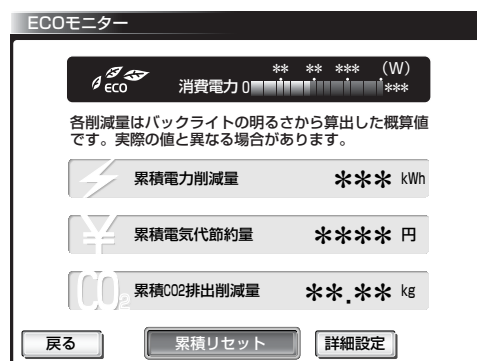 ECOモニター
** ** *** (W)
eco 消費電力 0 ***
各削減量はバックライトの明るさから算出した概算値
です。実際の値と異なる場合があります。
累積電力削減量 *** kWh
¥ 累積電気代節約量 **** 円
CO2 累積CO2排出削減量 **.** kg
戻る 累積リセット 詳細設定